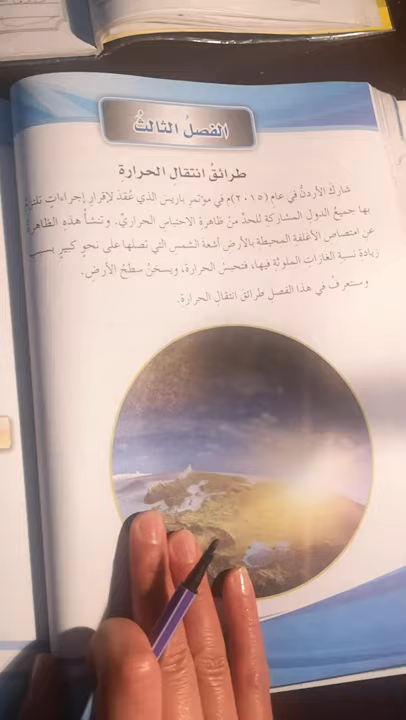 الفصلُ الثالثُ
طرائقُ انتقالِ الحرارةِ
شاركَ الأردنُّ في عامِ (٢٠١٥)م في مؤتمرِ باريس الذي عُقدَ لإقرارِ إجراءاتٍ تلتزمُ
بها جميعُ الدولِ المشاركةِ للحدِّ منْ ظاهرةِ الاحتباسِ الحراريِّ. وتنشأُ هذهِ الظاهرةُ
عن امتصاصِ الأغلفةِ المحيطةِ بالأرضِ أشعةَ الشمسِ التي تصلُها على نحوٍ كبيرٍ بسببِ
زيادةِ نسبةِ الغازاتِ الملوثةِ فيها، فتحبسُ الحرارةَ، ويسخنُ سطحُ الأرضِ.
وستعرفُ في هذا الفصلِ طرائقَ انتقالِ الحرارةِ.